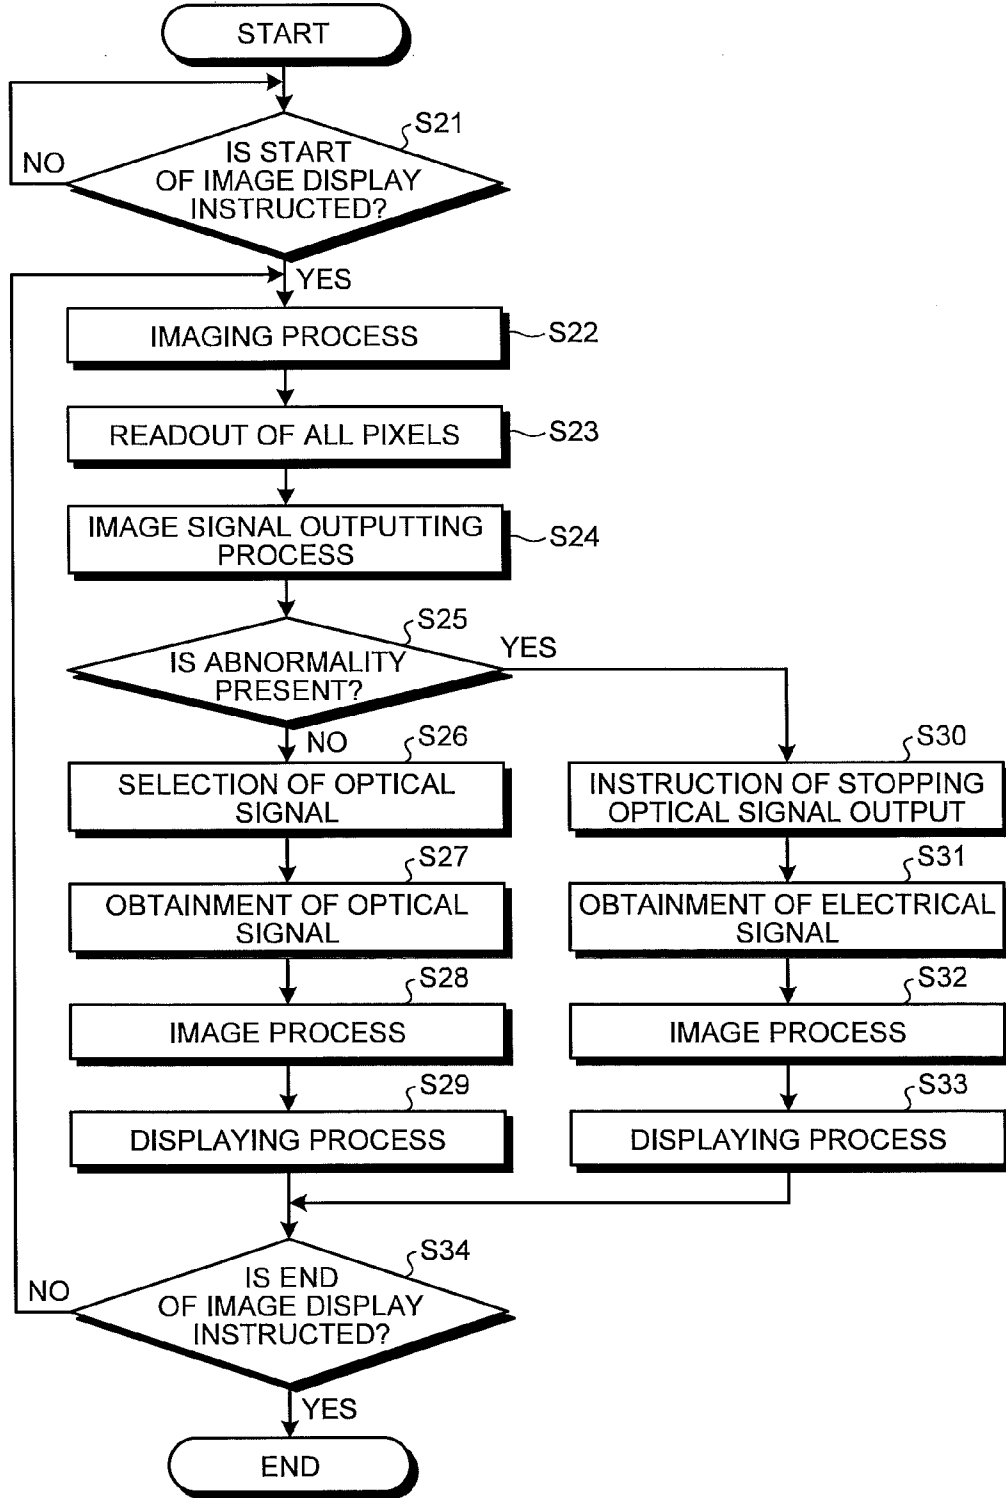 START
S21
IS START
OF IMAGE DISPLAY
INSTRUCTED?
NO
YES
IMAGING PROCESS
S22
READOUT OF ALL PIXELS
S23
IMAGE SIGNAL OUTPUTTING
PROCESS
S24
S25
IS ABNORMALITY
PRESENT?
YES
NO
S26
SELECTION OF OPTICAL
SIGNAL
S27
OBTAINMENT OF OPTICAL
SIGNAL
S28
IMAGE PROCESS
S29
DISPLAYING PROCESS
S30
INSTRUCTION OF STOPPING
OPTICAL SIGNAL OUTPUT
S31
OBTAINMENT OF ELECTRICAL
SIGNAL
S32
IMAGE PROCESS
S33
DISPLAYING PROCESS
S34
IS END
OF IMAGE DISPLAY
INSTRUCTED?
NO
YES
END